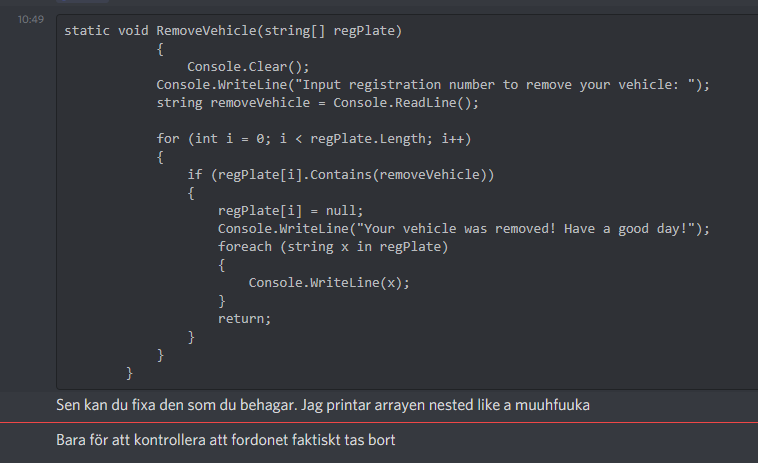 10:49
static void RemoveVehicle(string[] regPlate)
{
Console.Clear();
Console.WriteLine("Input registration number to remove your vehicle: ");
string removeVehicle = Console.ReadLine();
for (int i = 0; i < regPlate.Length; i++)
{
if (regPlate[i].Contains(removeVehicle))
{
regPlate[i] = null;
Console.WriteLine("Your vehicle was removed! Have a good day!");
foreach (string x in regPlate)
{
Console.WriteLine(x);
}
return;
}
}
}
Sen kan du fixa den som du behagar. Jag printar arrayen nested like a muuhfuuka
Bara för att kontrollera att fordonet faktiskt tas bort